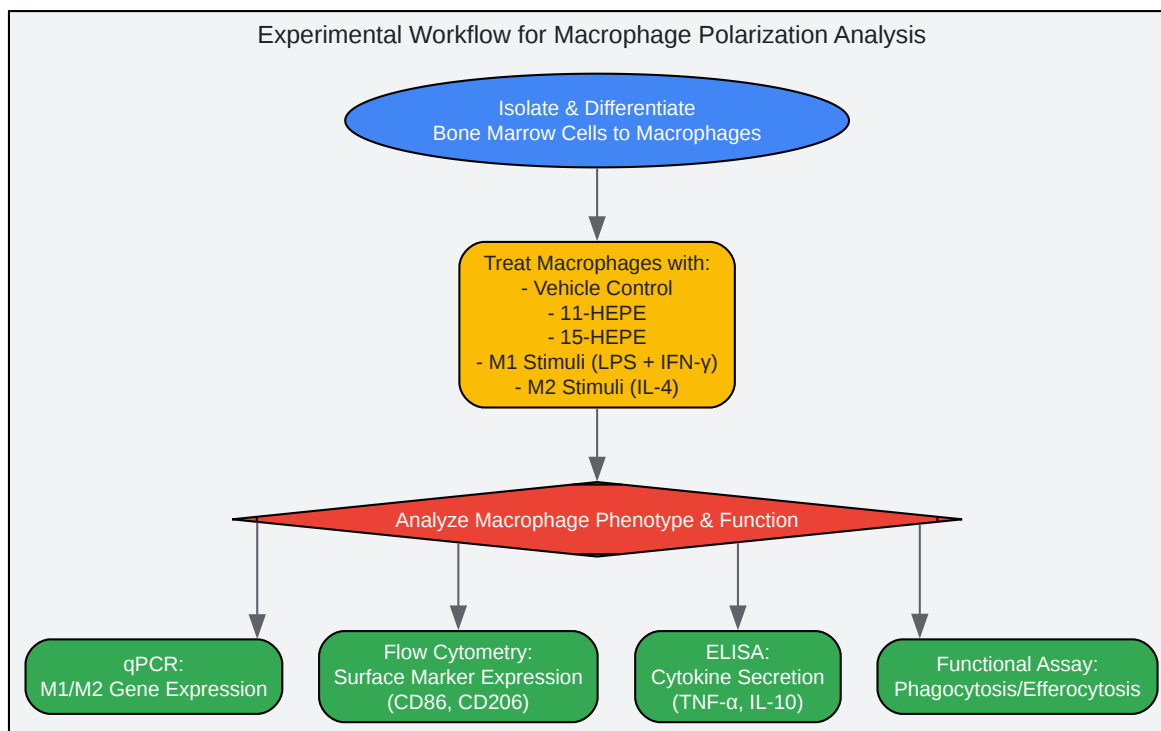 Experimental Workflow for Macrophage Polarization Analysis
Isolate & Differentiate
Bone Marrow Cells to Macrophages
Treat Macrophages with:
- Vehicle Control
- 11-HEPE
- 15-HEPE
- M1 Stimuli (LPS + IFN-γ)
- M2 Stimuli (IL-4)
Analyze Macrophage Phenotype & Function
qPCR:
M1/M2 Gene Expression
Flow Cytometry:
Surface Marker Expression
(CD86, CD206)
ELISA:
Cytokine Secretion
(TNF-α, IL-10)
Functional Assay:
Phagocytosis/Efferocytosis